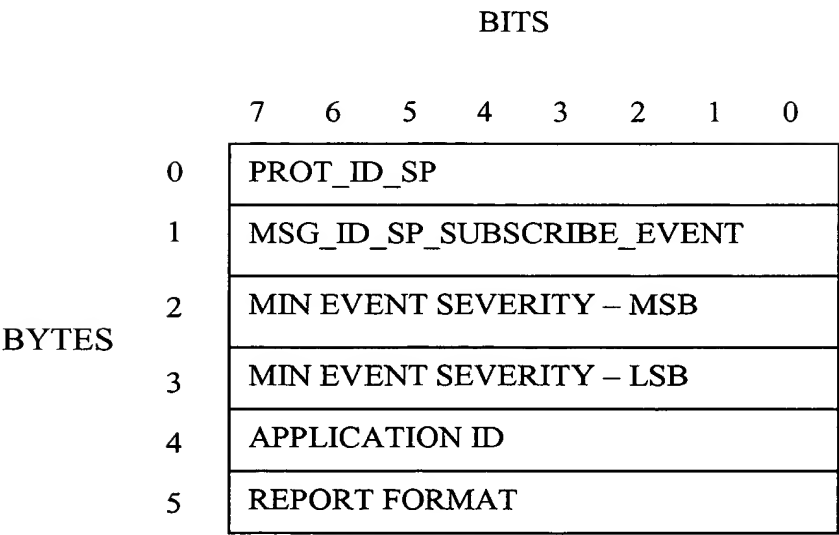 BITS
7 6 5 4 3 2 1 0
0 PROT_ID_SP
1 MSG_ID_SP_SUBSCRIBE_EVENT
2 MIN EVENT SEVERITY – MSB
BYTES
3 MIN EVENT SEVERITY – LSB
4 APPLICATION ID
5 REPORT FORMAT